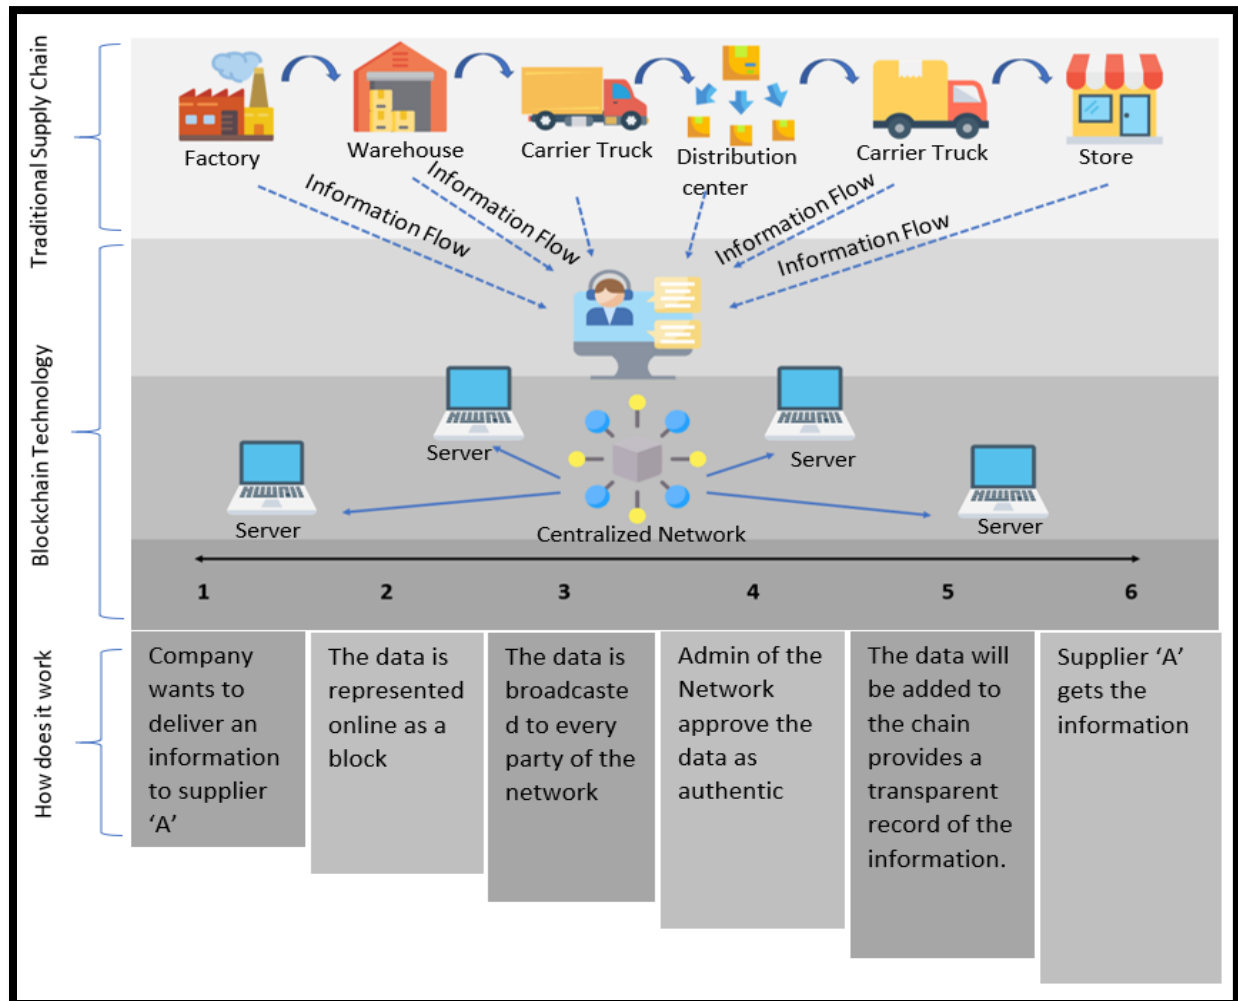 Traditional Supply Chain
Factory
Warehouse
Carrier Truck
Distribution
center
Carrier Truck
Store
Information Flow
Information Flow
Information Flow
Information Flow
Blockchain Technology
Server
Server
Server
Server
Centralized Network
1
2
3
4
5
6
How does it work
Company
wants to
deliver an
information
to supplier
‘A’
The data is
represented
online as a
block
The data is
broadcaste
d to every
party of the
network
Admin of the
Network
approve the
data as
authentic
The data will
be added to
the chain
provides a
transparent
record of the
information.
Supplier ‘A’
gets the
information